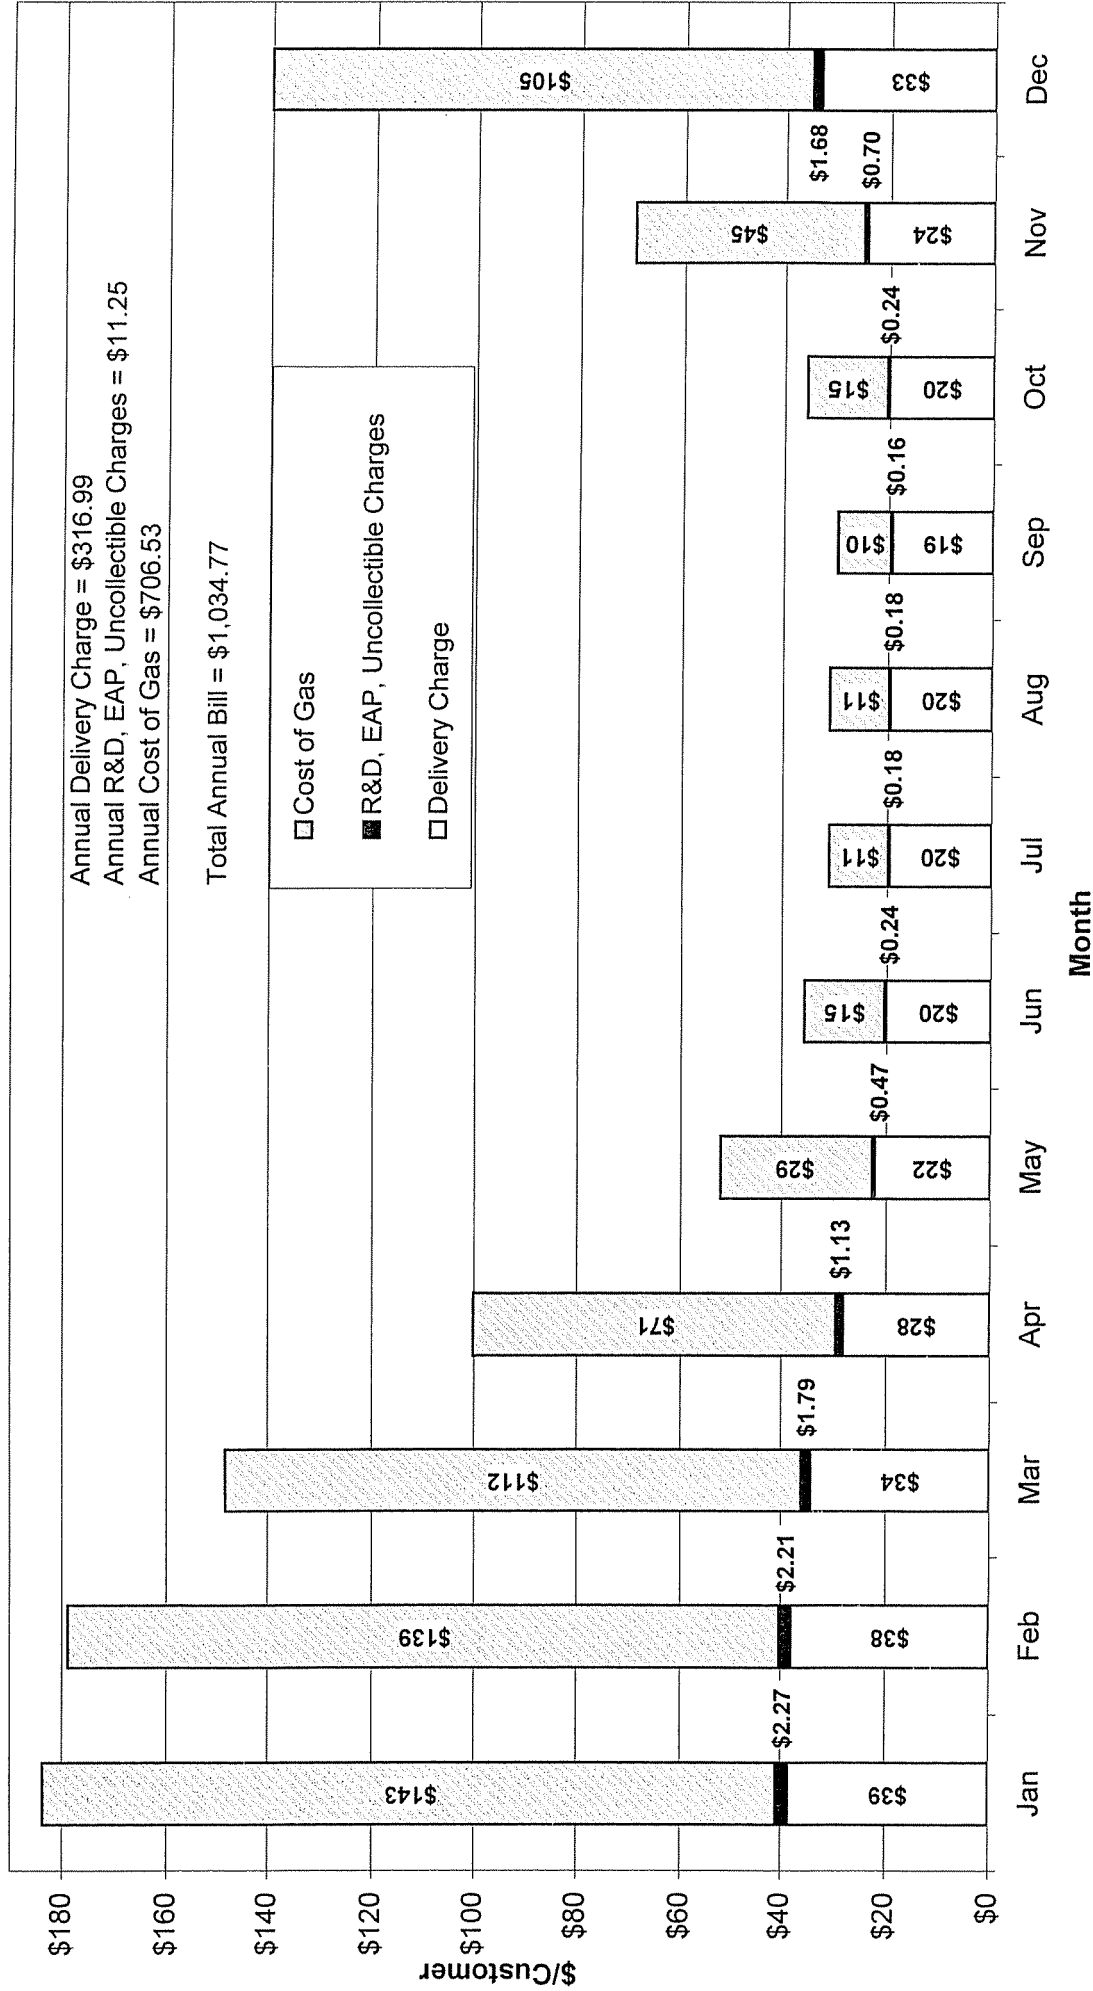 Annual Delivery Charge = $316.99
Annual R&D, EAP, Uncollectible Charges = $11.25
Annual Cost of Gas = $706.53
Total Annual Bill = $1,034.77
Cost of Gas
R&D, EAP, Uncollectible Charges
Delivery Charge
$/Customer
$180
$160
$140
$120
$100
$80
$60
$40
$20
$0
$143
$39
$2.27
$139
$38
$2.21
$112
$34
$1.79
$71
$28
$1.13
$29
$22
$0.47
$15
$20
$0.24
$11
$20
$0.18
$11
$20
$0.18
$10
$19
$0.16
$15
$20
$0.24
$45
$24
$0.70
$105
$33
$1.68
Jan
Feb
Mar
Apr
May
Jun
Jul
Aug
Sep
Oct
Nov
Dec
Month